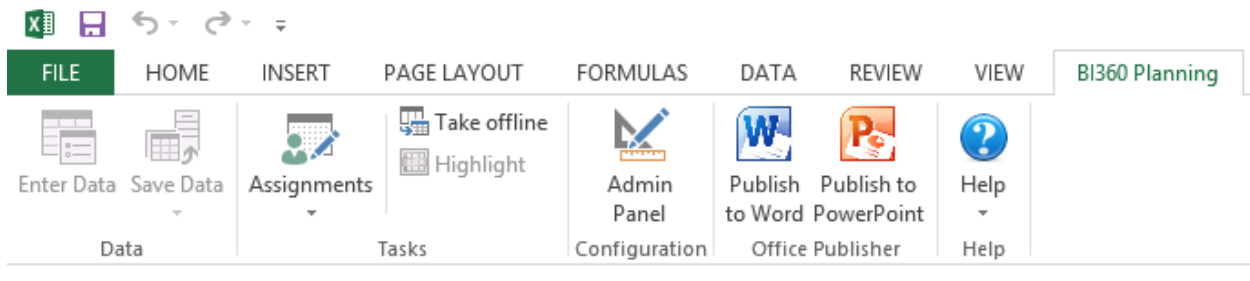 FILE HOME INSERT PAGE LAYOUT FORMULAS DATA REVIEW VIEW BI360 Planning
Take offline
Highlight
Enter Data Save Data Assignments Admin Publish Publish to Help
Panel to Word PowerPoint
Data Tasks Configuration Office Publisher Help